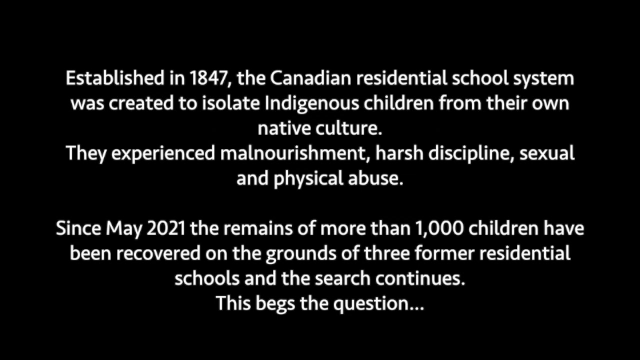 Established in 1847, the Canadian residential school system
was created to isolate Indigenous children from their own
native culture.
They experienced malnourishment, harsh discipline, sexual
and physical abuse.
Since May 2021 the remains of more than 1,000 children have
been recovered on the grounds of three former residential
schools and the search continues.
This begs the question...